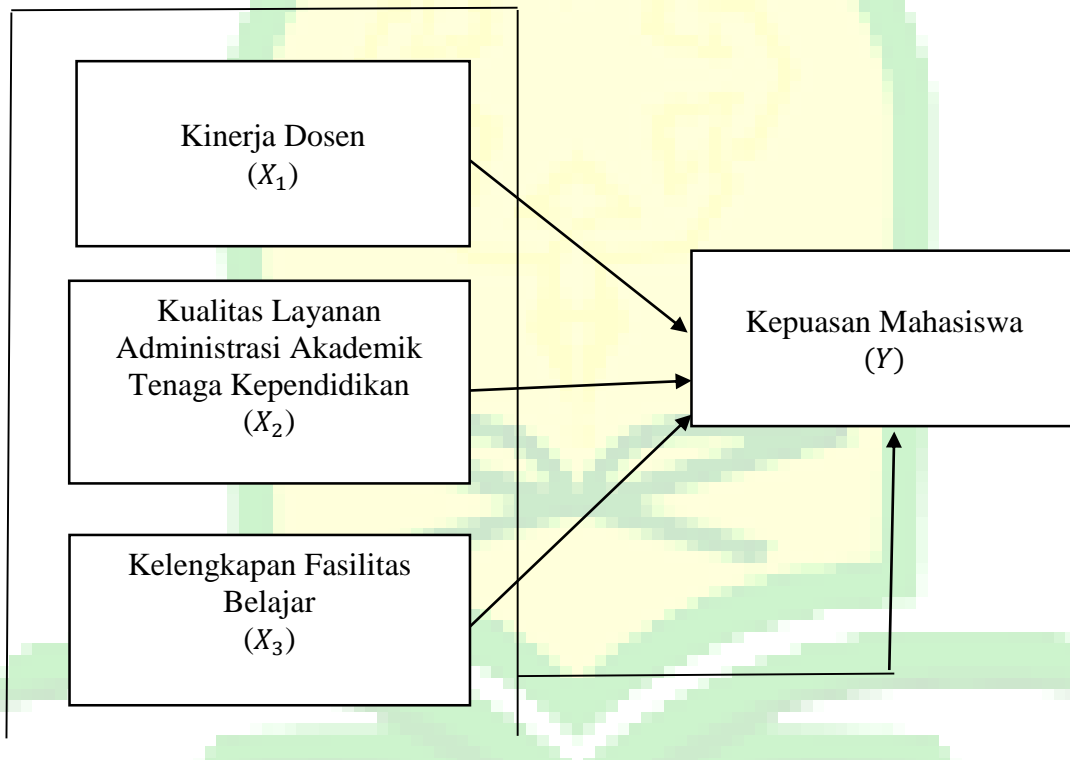 Kinerja Dosen
(X₁)
Kualitas Layanan
Administrasi Akademik
Tenaga Kependidikan
(X₂)
Kelengkapan Fasilitas
Belajar
(X₃)
Kepuasan Mahasiswa
(Y)